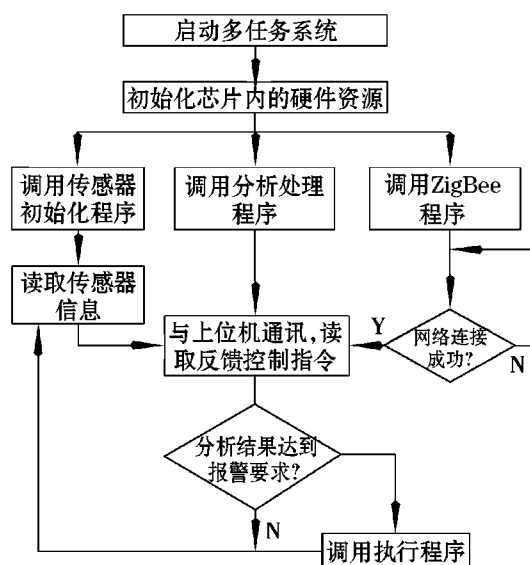 启动多任务系统
初始化芯片内的硬件资源
调用传感器
初始化程序
调用分析处理
程序
调用ZigBee
程序
读取传感器
信息
与上位机通讯,读
取反馈控制指令
Y
网络连接
成功?
N
分析结果达到
报警要求?
N
调用执行程序